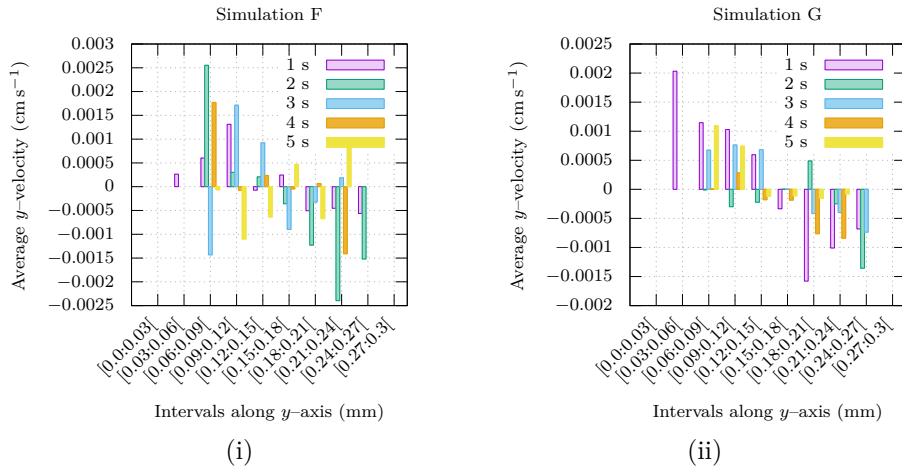 Simulation F
Average y–velocity (cm s⁻¹)
0.003
0.0025
0.002
0.0015
0.001
0.0005
0
−0.0005
−0.001
−0.0015
−0.002
−0.0025
1 s
2 s
3 s
4 s
5 s
[0.0:0.03[
[0.03:0.06[
[0.06:0.09[
[0.09:0.12[
[0.12:0.15[
[0.15:0.18[
[0.18:0.21[
[0.21:0.24[
[0.24:0.27[
[0.27:0.3[
Intervals along y–axis (mm)
(i)
Simulation G
Average y–velocity (cm s⁻¹)
0.0025
0.002
0.0015
0.001
0.0005
0
−0.0005
−0.001
−0.0015
−0.002
1 s
2 s
3 s
4 s
5 s
[0.0:0.03[
[0.03:0.06[
[0.06:0.09[
[0.09:0.12[
[0.12:0.15[
[0.15:0.18[
[0.18:0.21[
[0.21:0.24[
[0.24:0.27[
[0.27:0.3[
Intervals along y–axis (mm)
(ii)